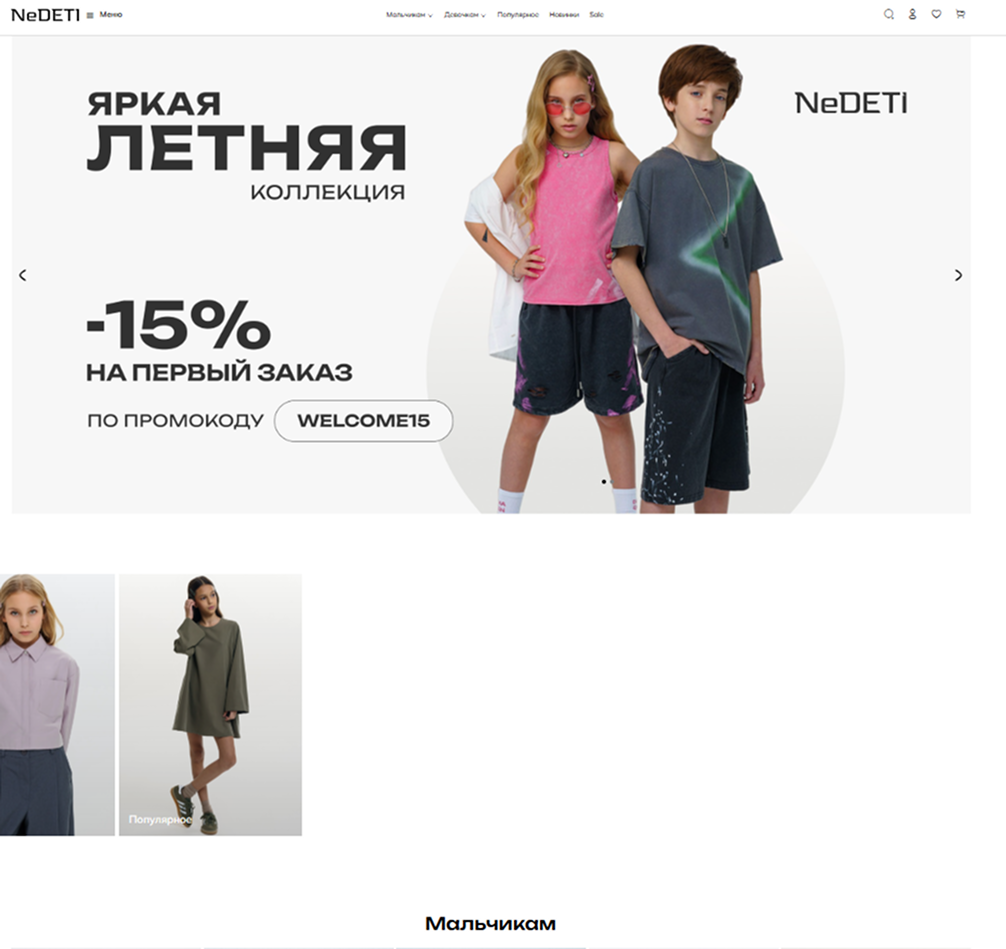 NeDETI Меню Мальчикам Девочкам Популярное Новинки Sale
ЯРКАЯ
ЛЕТНЯЯ
КОЛЛЕКЦИЯ
NeDETI
-15%
НА ПЕРВЫЙ ЗАКАЗ
ПО ПРОМОКОДУ WELCOME15
Популярное
Мальчикам